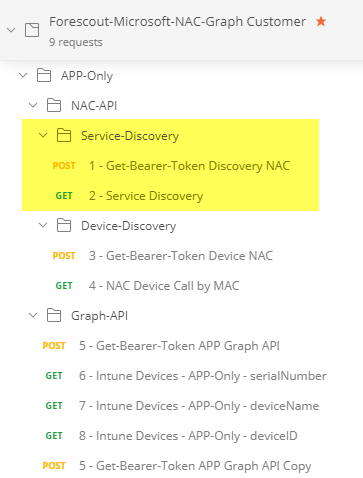 Forescout-Microsoft-NAC-Graph Customer
9 requests
APP-Only
NAC-API
Service-Discovery
POST 1 - Get-Bearer-Token Discovery NAC
GET 2 - Service Discovery
Device-Discovery
POST 3 - Get-Bearer-Token Device NAC
GET 4 - NAC Device Call by MAC
Graph-API
POST 5 - Get-Bearer-Token APP Graph API
GET 6 - Intune Devices - APP-Only - serialNumber
GET 7 - Intune Devices - APP-Only - deviceName
GET 8 - Intune Devices - APP-Only - deviceID
POST 5 - Get-Bearer-Token APP Graph API Copy